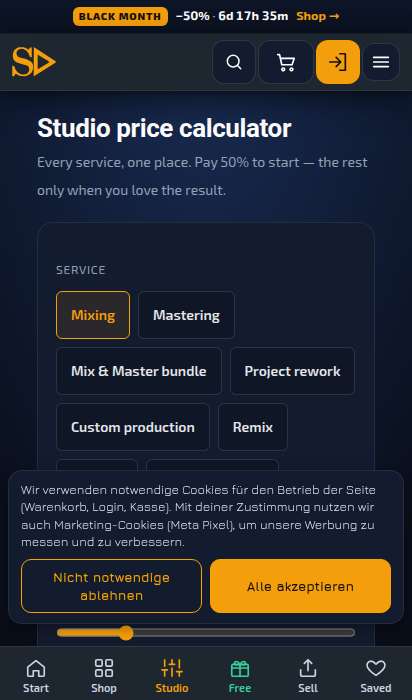 BLACK MONTH −50% · 6d 17h 35m Shop →
S
Studio price calculator
Every service, one place. Pay 50% to start — the rest
only when you love the result.
SERVICE
Mixing Mastering
Mix & Master bundle Project rework
Custom production Remix
Wir verwenden notwendige Cookies für den Betrieb der Seite
(Warenkorb, Login, Kasse). Mit deiner Zustimmung nutzen wir
auch Marketing-Cookies (Meta Pixel), um unsere Werbung zu
messen und zu verbessern.
Nicht notwendige
ablehnen
Alle akzeptieren
Start Shop Studio Free Sell Saved